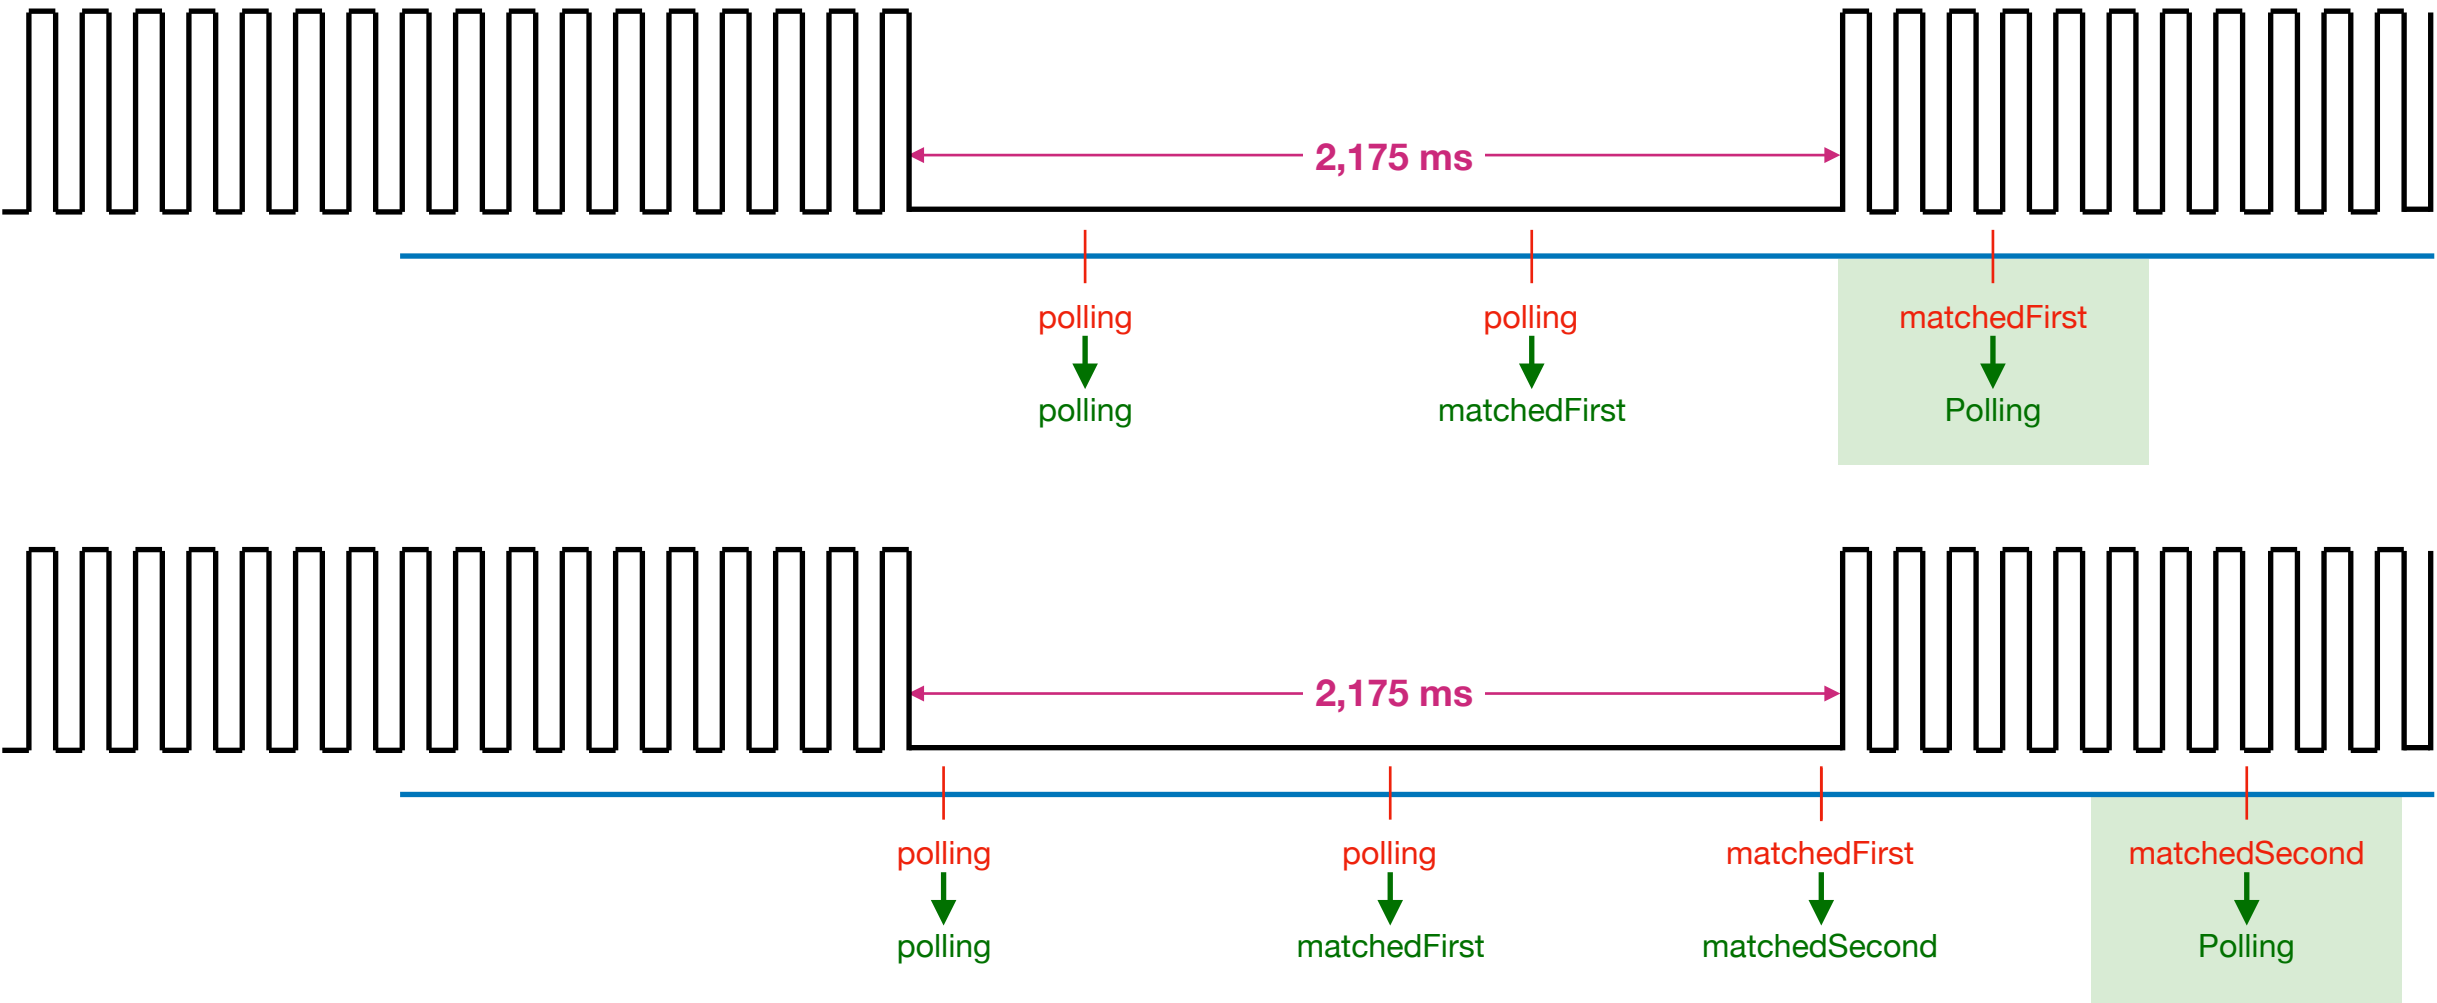 2,175 ms
polling polling matchedFirst
polling matchedFirst Polling
2,175 ms
polling polling matchedFirst matchedSecond
polling matchedFirst matchedSecond Polling